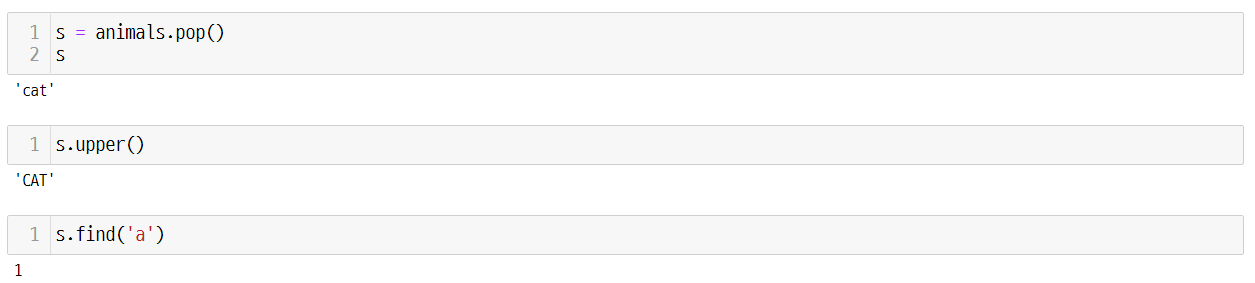 1 s = animals.pop()
2 s
'cat'
1 s.upper()
'CAT'
1 s.find('a')
1